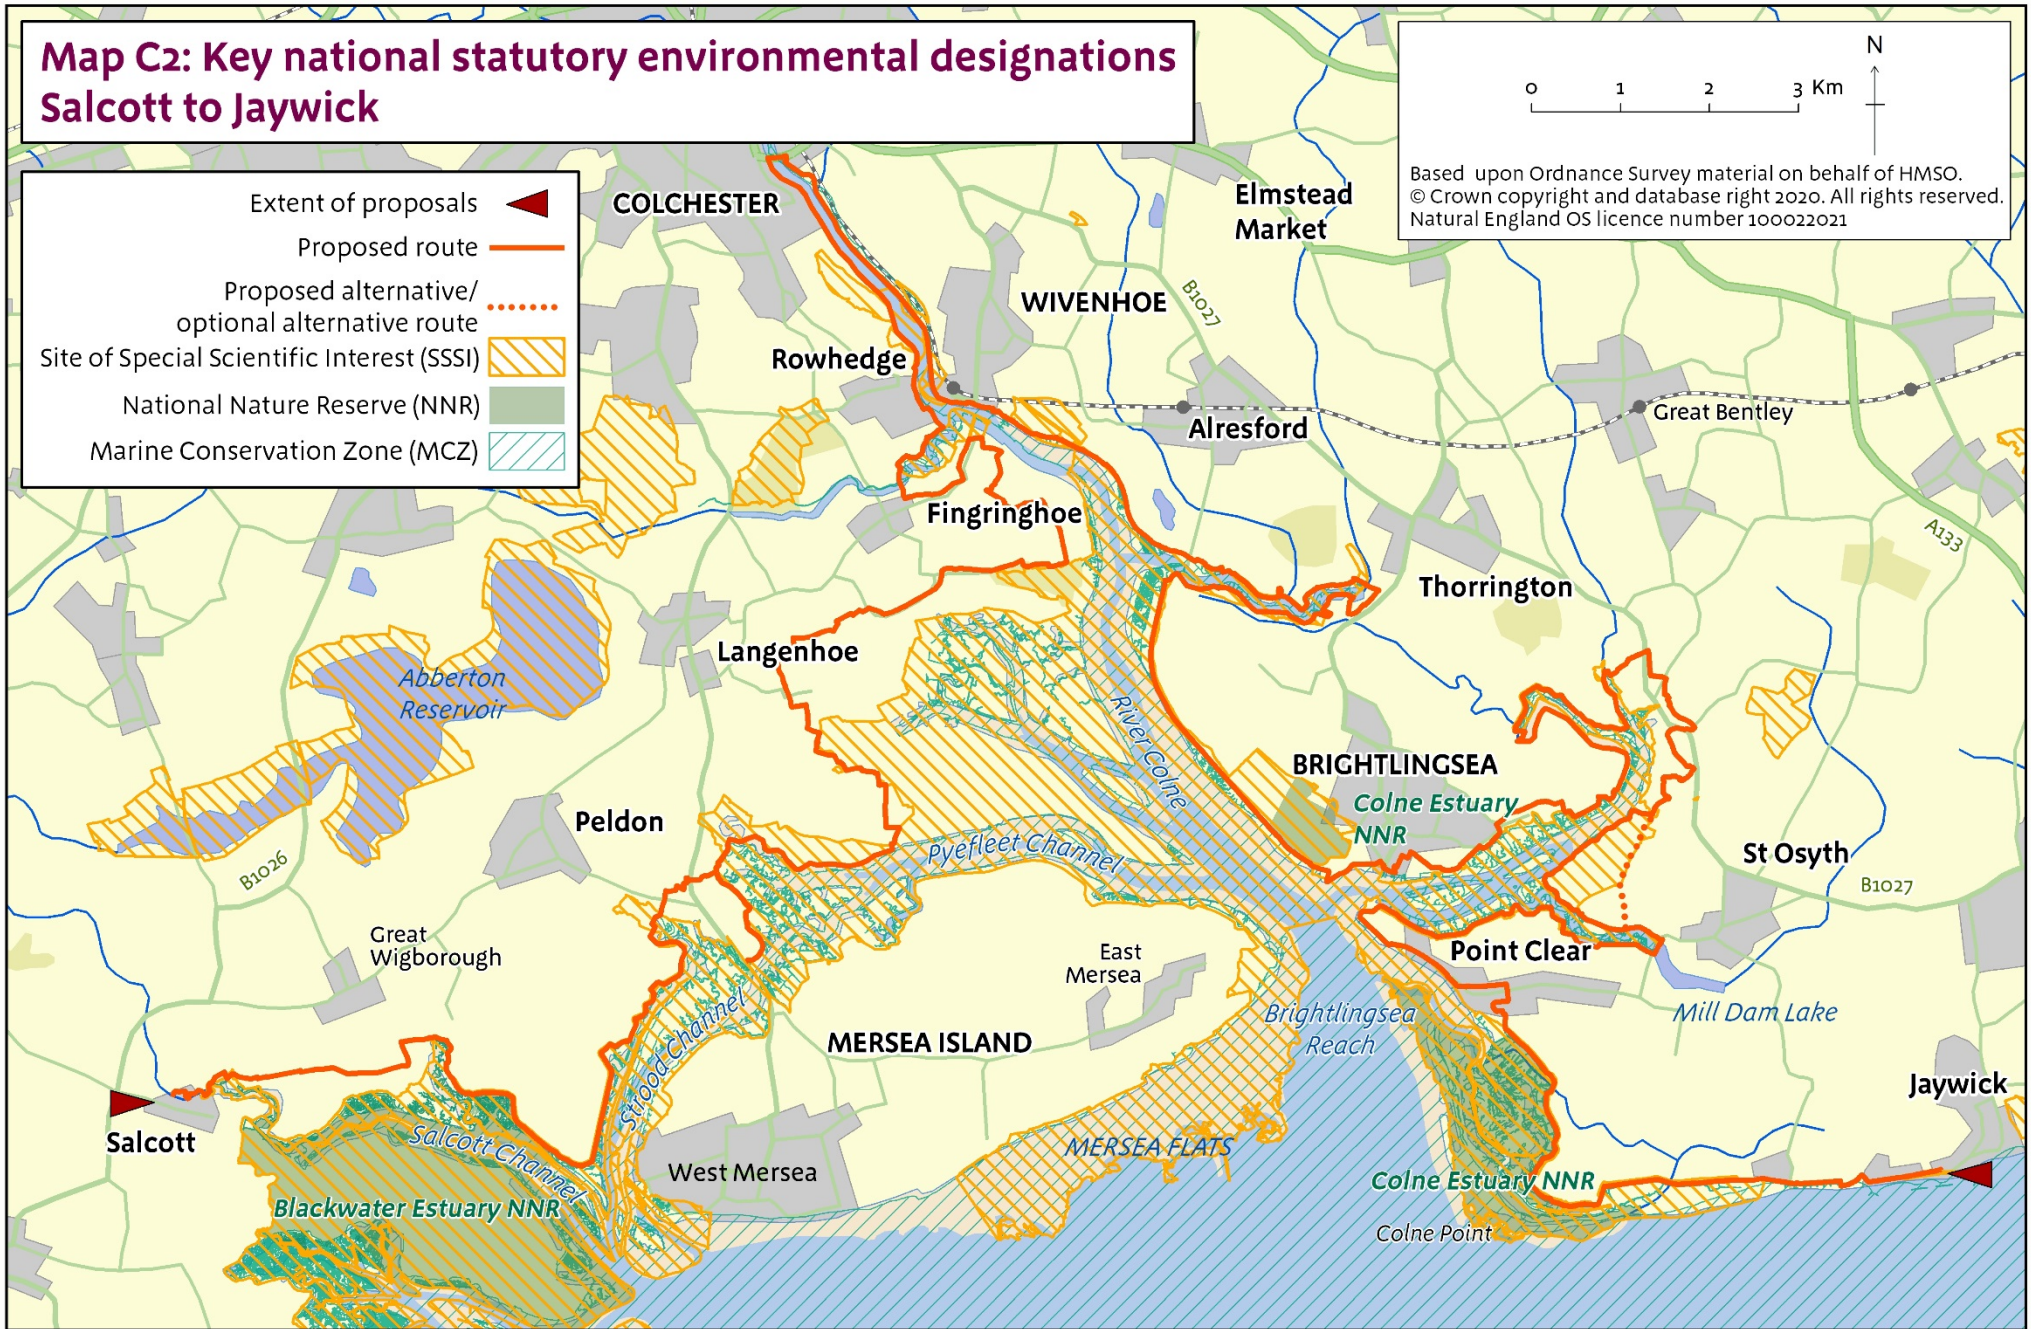 Map C2: Key national statutory environmental designations
Salcott to Jaywick
0 1 2 3 Km
N
Based upon Ordnance Survey material on behalf of HMSO.
© Crown copyright and database right 2020. All rights reserved.
Natural England OS licence number 100022021
Extent of proposals
Proposed route
Proposed alternative/
optional alternative route
Site of Special Scientific Interest (SSSI)
National Nature Reserve (NNR)
Marine Conservation Zone (MCZ)
COLCHESTER
Elmstead
Market
WIVENHOE
B1027
Rowhedge
Alresford
Great Bentley
Fingringhoe
A133
Thorrington
Langenhoe
Abberton
Reservoir
River Colne
BRIGHTLINGSEA
Colne Estuary
NNR
Peldon
Pyefleet Channel
St Osyth
B1026
B1027
Great
Wigborough
East
Mersea
Point Clear
Mill Dam Lake
Brightlingsea
Reach
MERSEA ISLAND
Strood Channel
Jaywick
Salcott
Salcott Channel
MERSEA FLATS
West Mersea
Colne Estuary NNR
Blackwater Estuary NNR
Colne Point